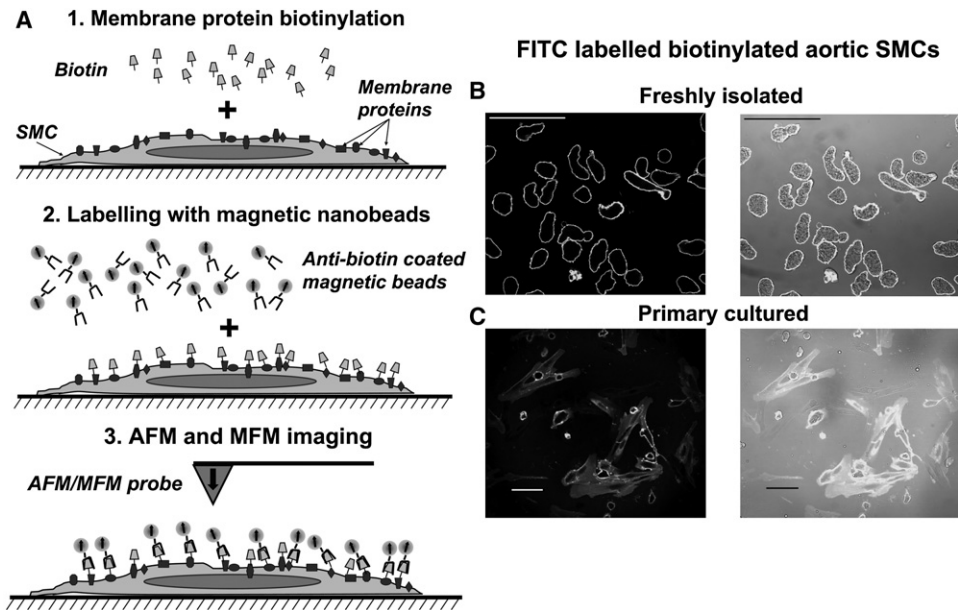 A
1. Membrane protein biotinylation
Biotin
Membrane
proteins
+
SMC
2. Labelling with magnetic nanobeads
Anti-biotin coated
magnetic beads
+
3. AFM and MFM imaging
AFM/MFM probe
FITC labelled biotinylated aortic SMCs
B
Freshly isolated
C
Primary cultured